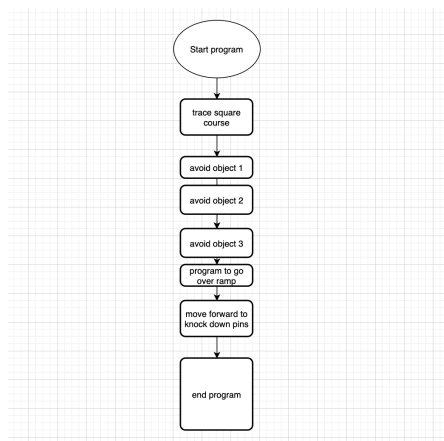 Start program
trace square
course
avoid object 1
avoid object 2
avoid object 3
program to go
over ramp
move forward to
knock down pins
end program